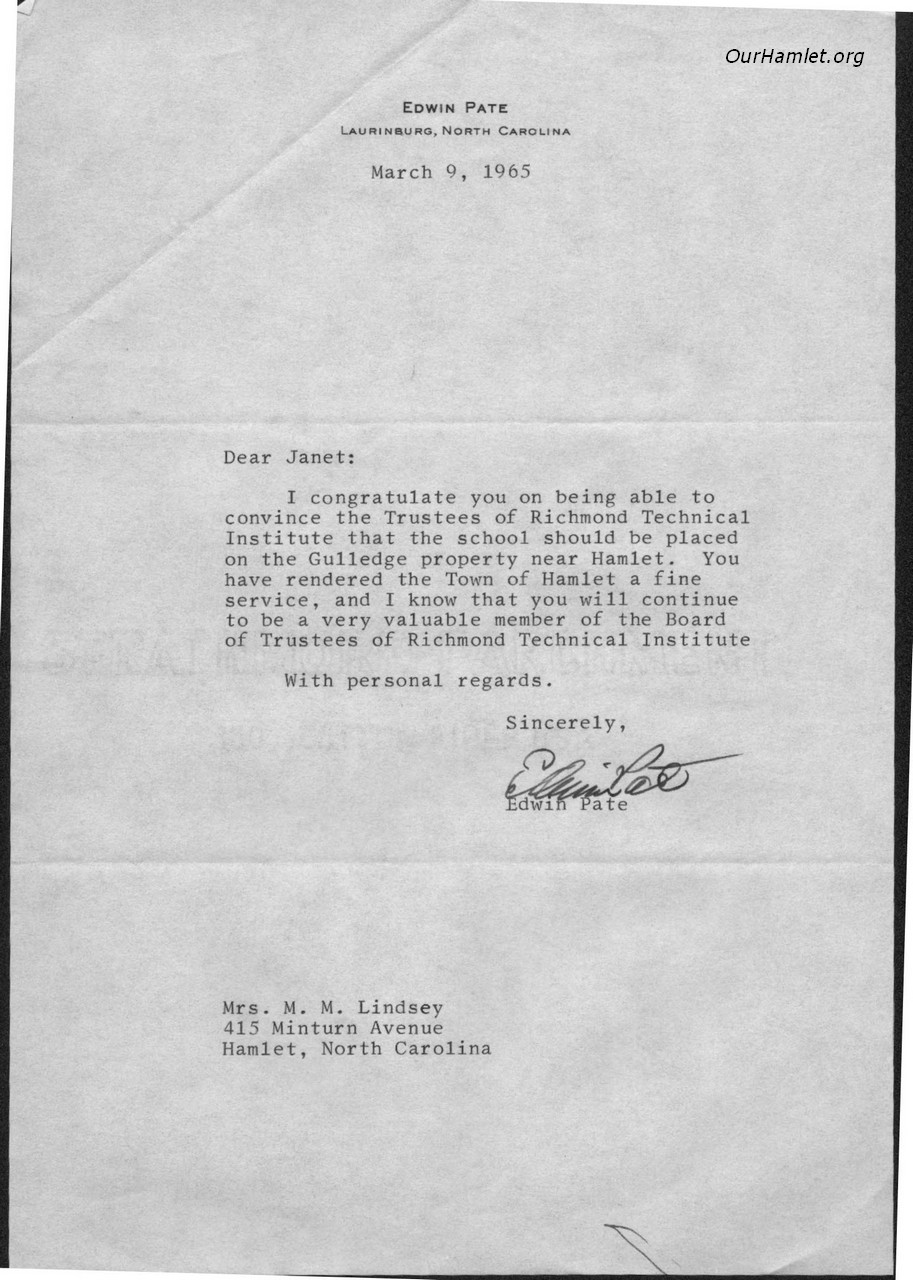 OurHamlet.org
EDWIN PATE
LAURINBURG, NORTH CAROLINA
March 9, 1965
Dear Janet:
I congratulate you on being able to
convince the Trustees of Richmond Technical
Institute that the school should be placed
on the Gulledge property near Hamlet. You
have rendered the Town of Hamlet a fine
service, and I know that you will continue
to be a very valuable member of the Board
of Trustees of Richmond Technical Institute
With personal regards.
Sincerely,
Edwin Pate
Edwin Pate
Mrs. M. M. Lindsey
415 Minturn Avenue
Hamlet, North Carolina